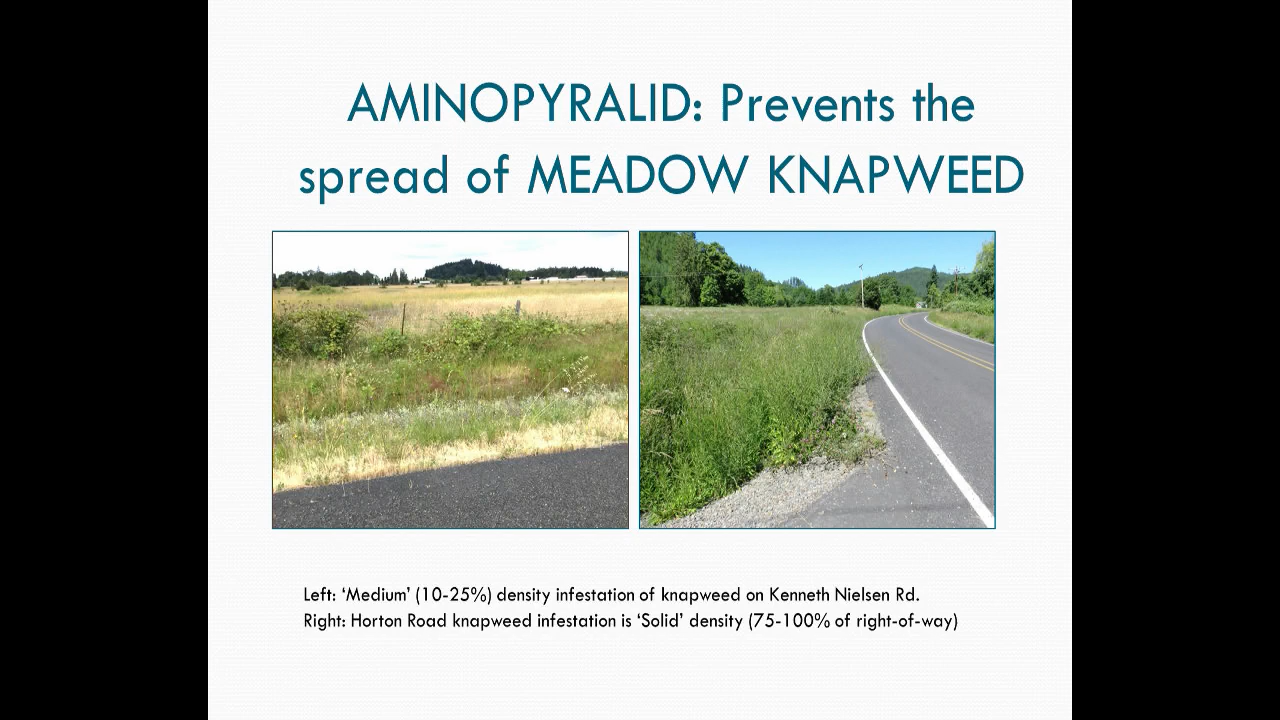 AMINOPYRALID: Prevents the
spread of MEADOW KNAPWEED
Left: ‘Medium’ (10-25%) density infestation of knapweed on Kenneth Nielsen Rd.
Right: Horton Road knapweed infestation is ‘Solid’ density (75-100% of right-of-way)